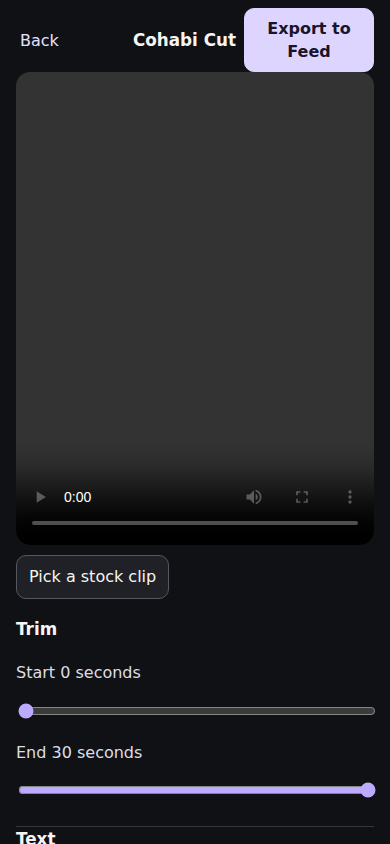 Back
Cohabi Cut
Export to
Feed
0:00
Pick a stock clip
Trim
Start 0 seconds
End 30 seconds
Text